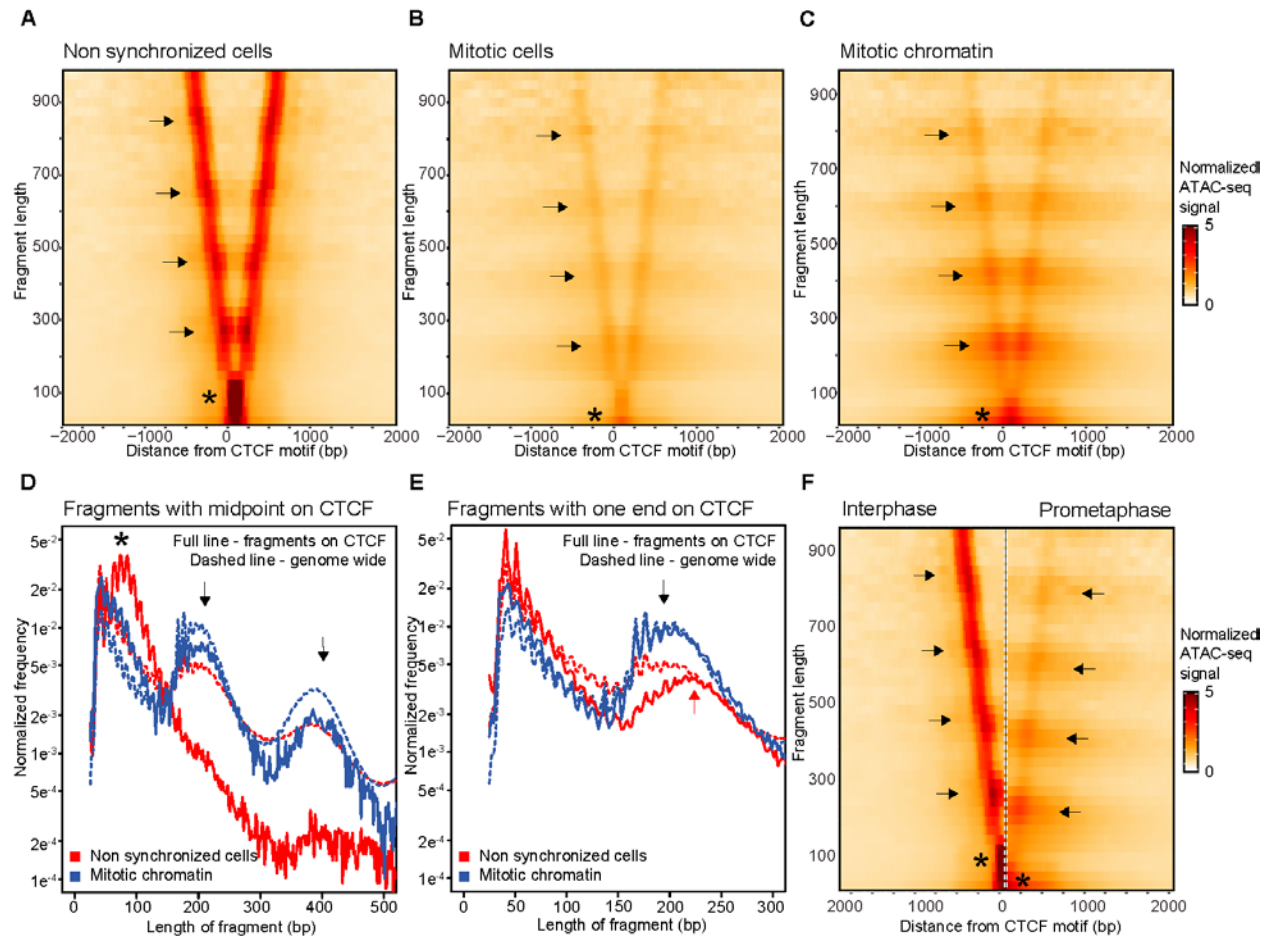 A
Non synchronized cells
Fragment length
900
700
500
300
100
*
−2000 −1000 0 1000 2000
Distance from CTCF motif (bp)
B
Mitotic cells
Fragment length
900
700
500
300
100
*
−2000 −1000 0 1000 2000
Distance from CTCF motif (bp)
C
Mitotic chromatin
Fragment length
900
700
500
300
100
*
−2000 −1000 0 1000 2000
Distance from CTCF motif (bp)
Normalized
ATAC-seq
signal
5
0
D
Fragments with midpoint on CTCF
Normalized frequency
5e-2
2e-2
1e-2
5e-3
2e-3
1e-3
5e-4
2e-4
1e-4
*
Full line - fragments on CTCF
Dashed line - genome wide
Non synchronized cells
Mitotic chromatin
0 100 200 300 400 500
Length of fragment (bp)
E
Fragments with one end on CTCF
Normalized frequency
5e-2
2e-2
1e-2
5e-3
2e-3
1e-3
5e-4
2e-4
1e-4
Full line - fragments on CTCF
Dashed line - genome wide
Non synchronized cells
Mitotic chromatin
0 50 100 150 200 250 300
Length of fragment (bp)
F
Interphase Prometaphase
Fragment length
900
700
500
300
100
* *
2000 1000 0 1000 2000
Distance from CTCF motif (bp)
Normalized
ATAC-seq
signal
5
0